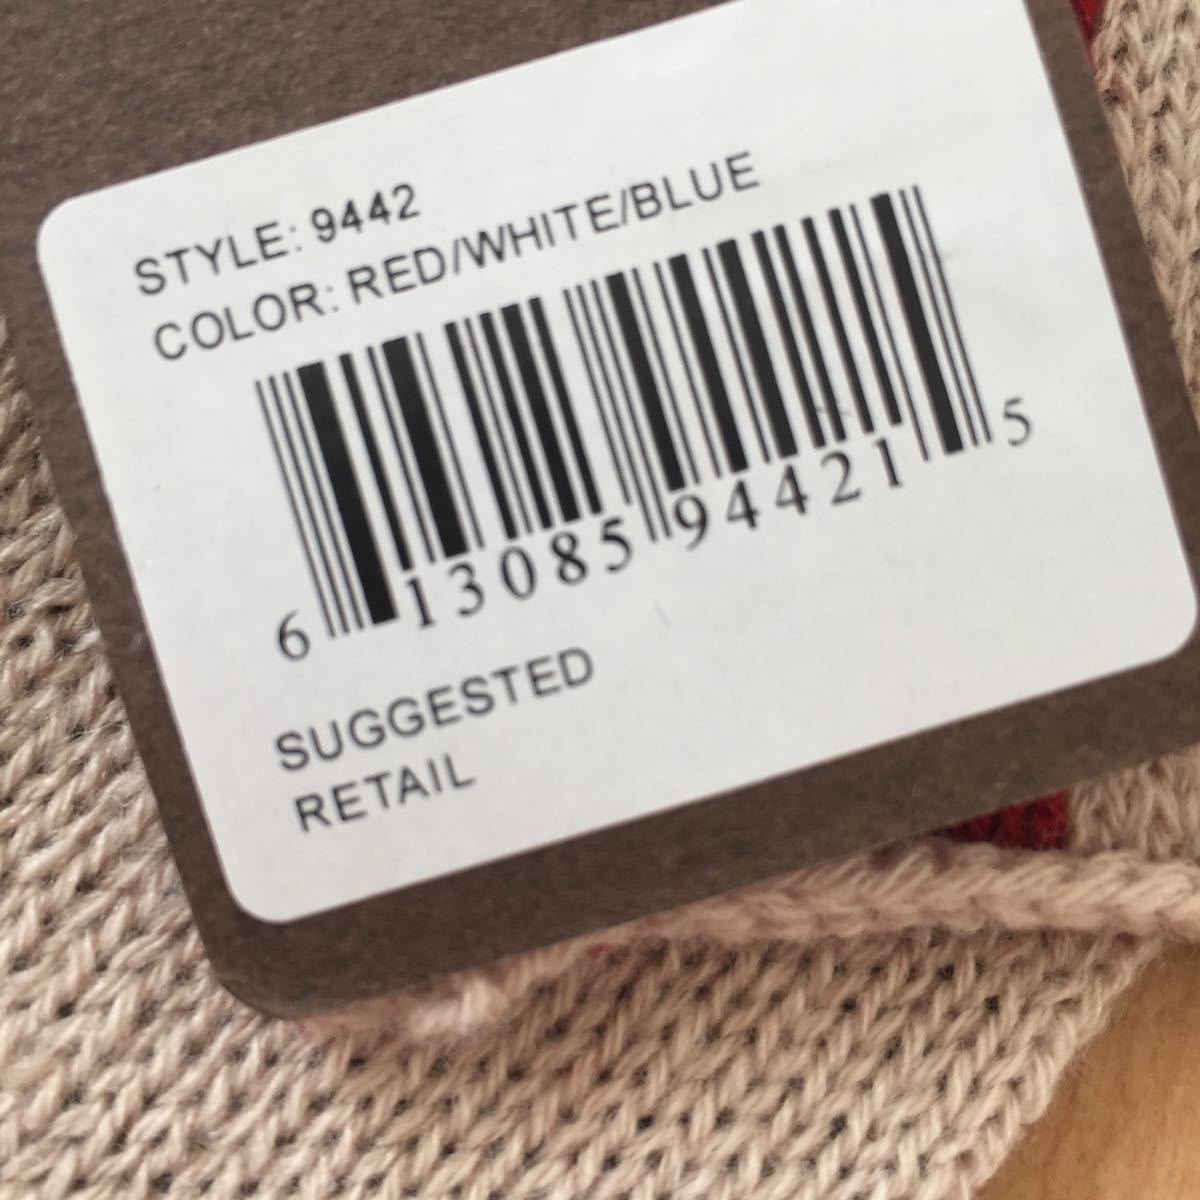 STYLE: 9442
COLOR: RED/WHITE/BLUE
6 13085 94421 5
SUGGESTED
RETAIL